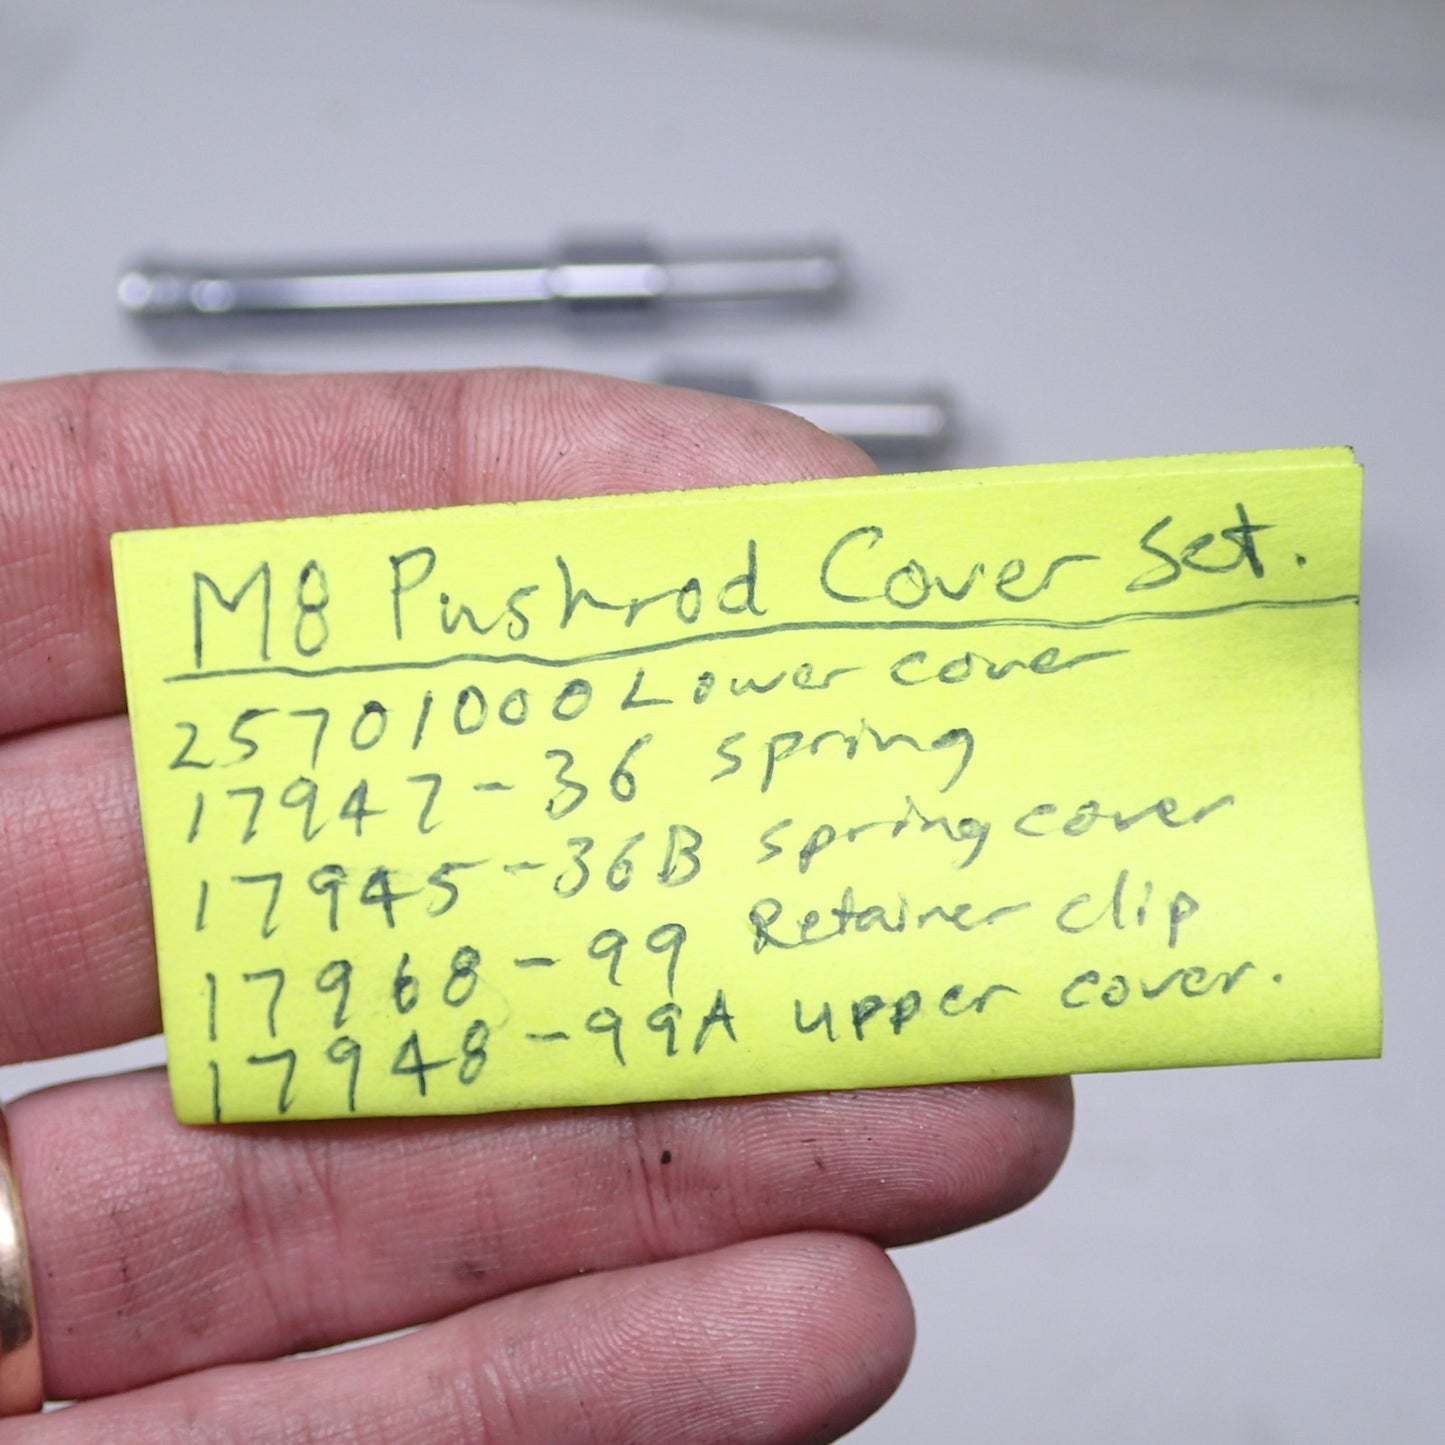 M8 Pushrod Cover Set.
25701000 Lower cover
17947-36 spring
17945-36B spring cover
17968-99 Retainer clip
17948-99A upper cover.